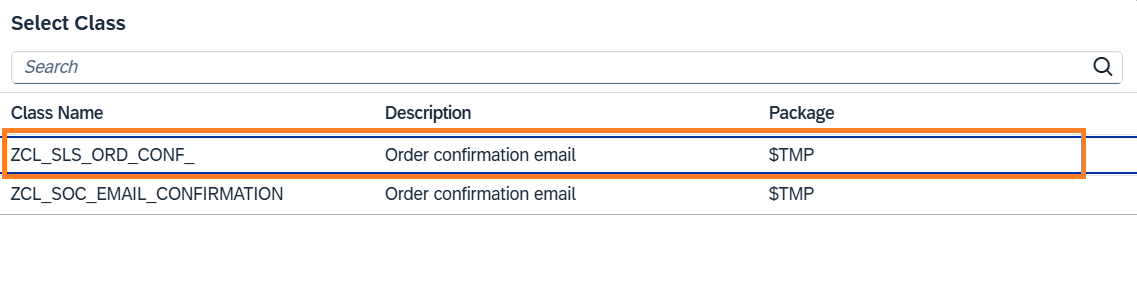 Select Class
Search
Class Name Description Package
ZCL_SLS_ORD_CONF_ Order confirmation email $TMP
ZCL_SOC_EMAIL_CONFIRMATION Order confirmation email $TMP